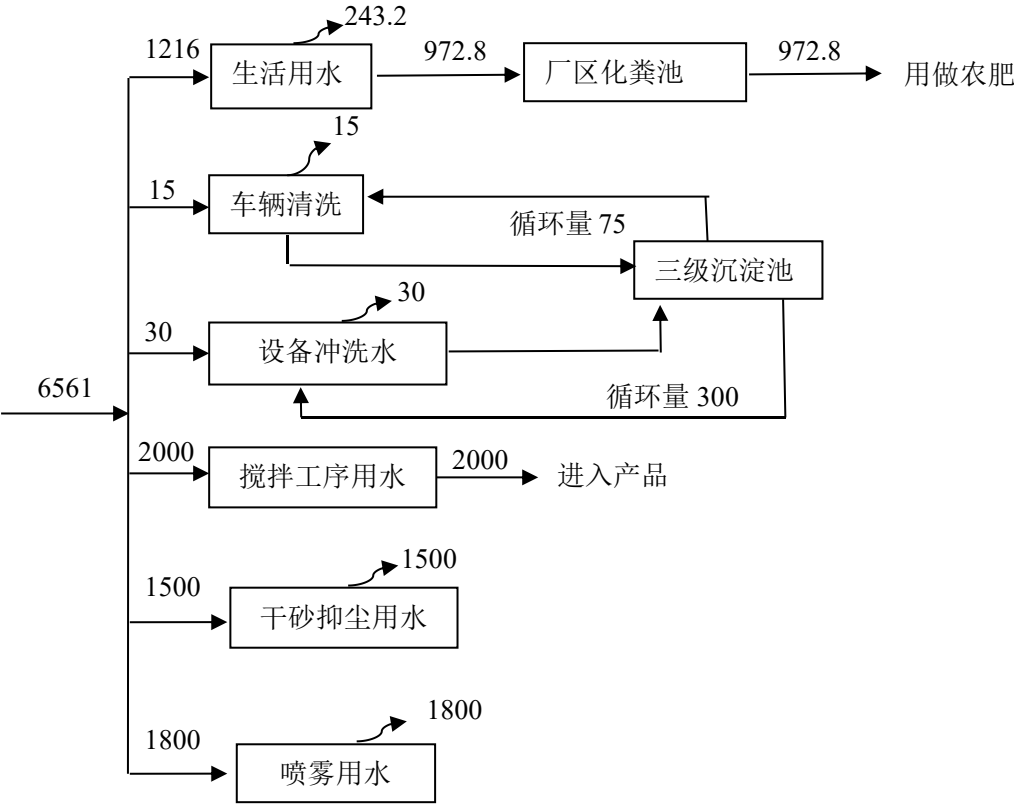 243.2
1216
生活用水
972.8
厂区化粪池
972.8
用做农肥
15
15
车辆清洗
循环量 75
三级沉淀池
30
30
设备冲洗水
6561
循环量 300
2000
搅拌工序用水
2000
进入产品
1500
1500
干砂抑尘用水
1800
1800
喷雾用水